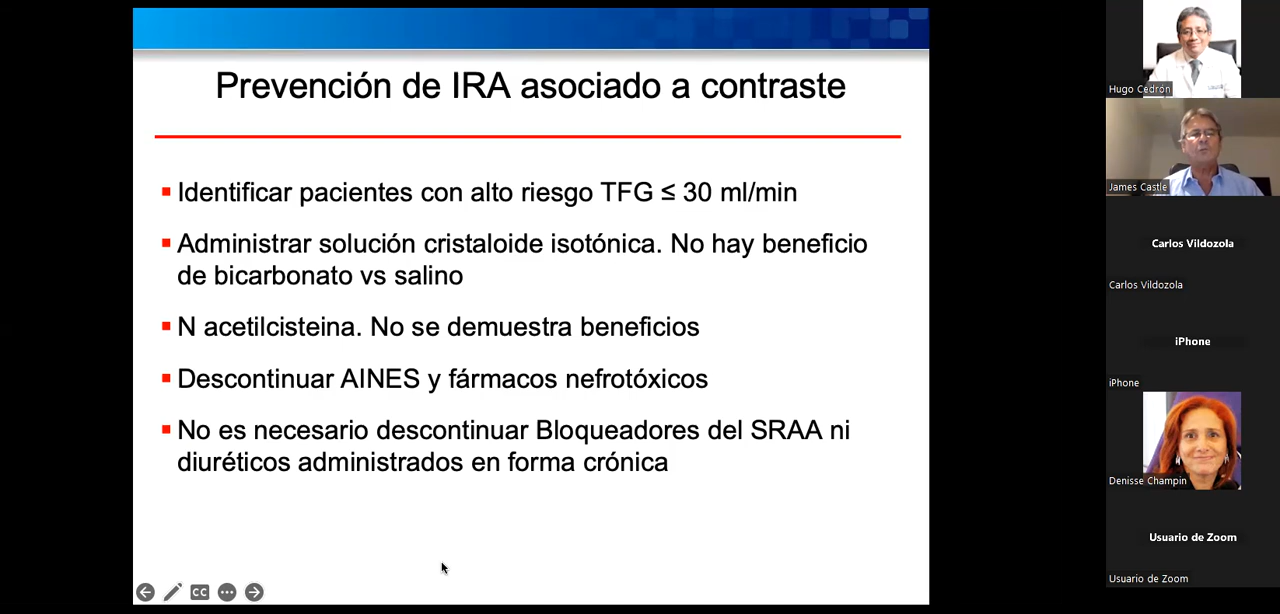 Prevención de IRA asociado a contraste
Identificar pacientes con alto riesgo TFG ≤ 30 ml/min
Administrar solución cristaloide isotónica. No hay beneficio
de bicarbonato vs salino
N acetilcisteina. No se demuestra beneficios
Descontinuar AINES y fármacos nefrotóxicos
No es necesario descontinuar Bloqueadores del SRAA ni
diuréticos administrados en forma crónica
CC
Hugo Cedrón
James Castle
Carlos Vildozola
Carlos Vildozola
iPhone
iPhone
Denisse Champin
Usuario de Zoom
Usuario de Zoom